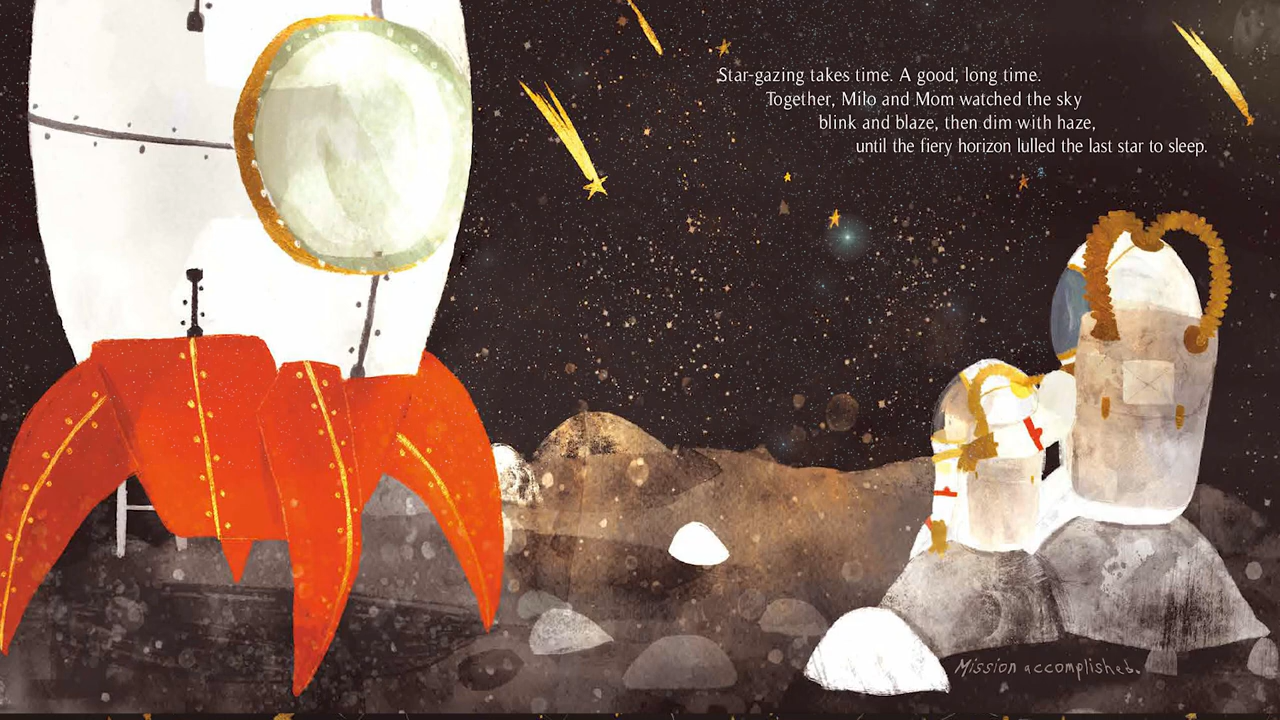 Star-gazing takes time. A good, long time.
Together, Milo and Mom watched the sky
blink and blaze, then dim with haze,
until the fiery horizon lulled the last star to sleep.
Mission accomplished.